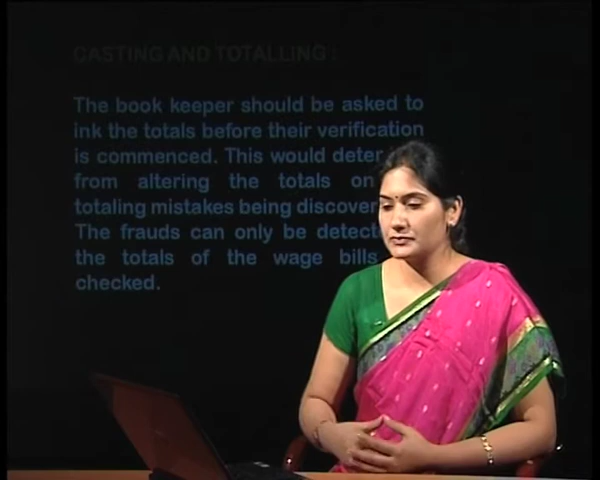 CASTING AND TOTALLING :
The book keeper should be asked to
ink the totals before their verification
is commenced. This would deter
from altering the totals on
totaling mistakes being discover
The frauds can only be detect
the totals of the wage bills
checked.